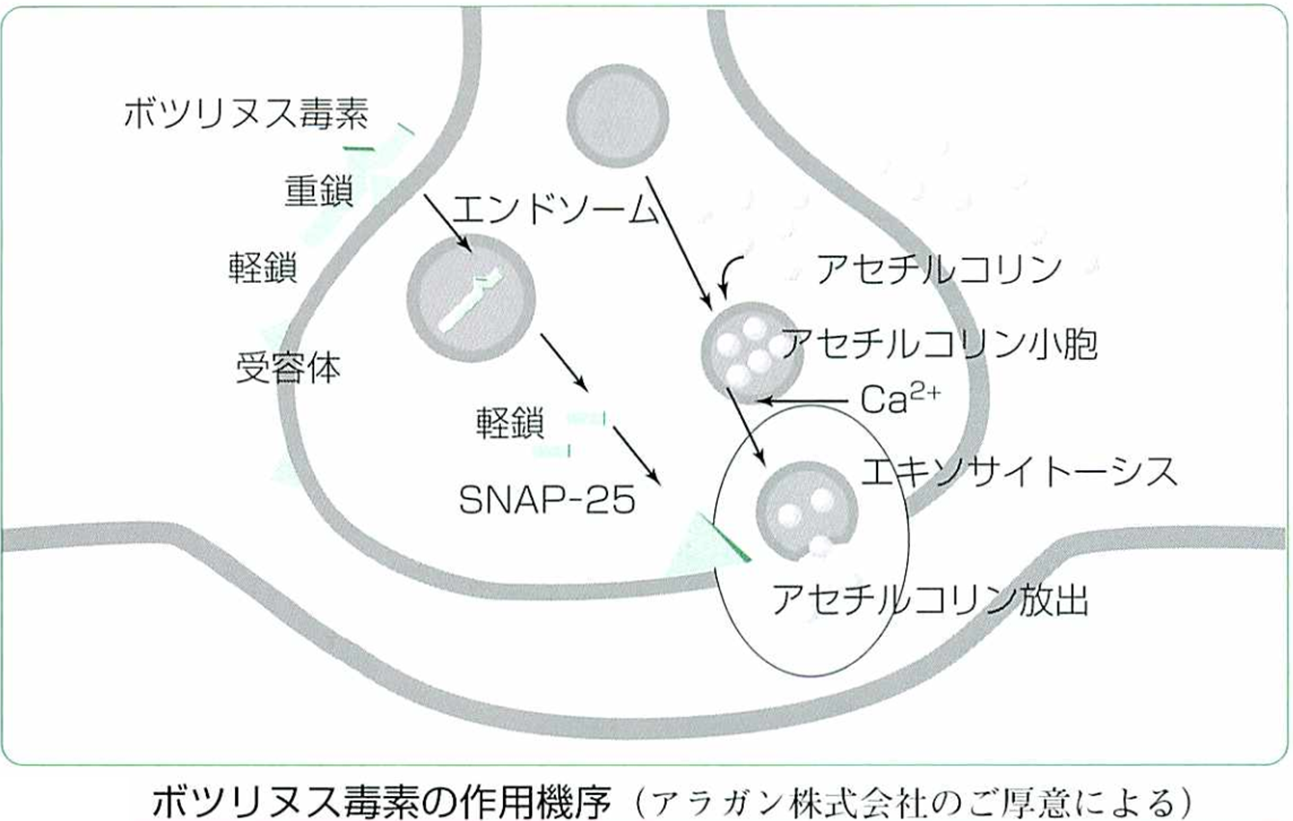 ボツリヌス毒素
重鎖
エンドソーム
軽鎖
アセチルコリン
アセチルコリン小胞
受容体
Ca²⁺
軽鎖
エキソサイトーシス
SNAP-25
アセチルコリン放出
ボツリヌス毒素の作用機序（アラガン株式会社のご厚意による）